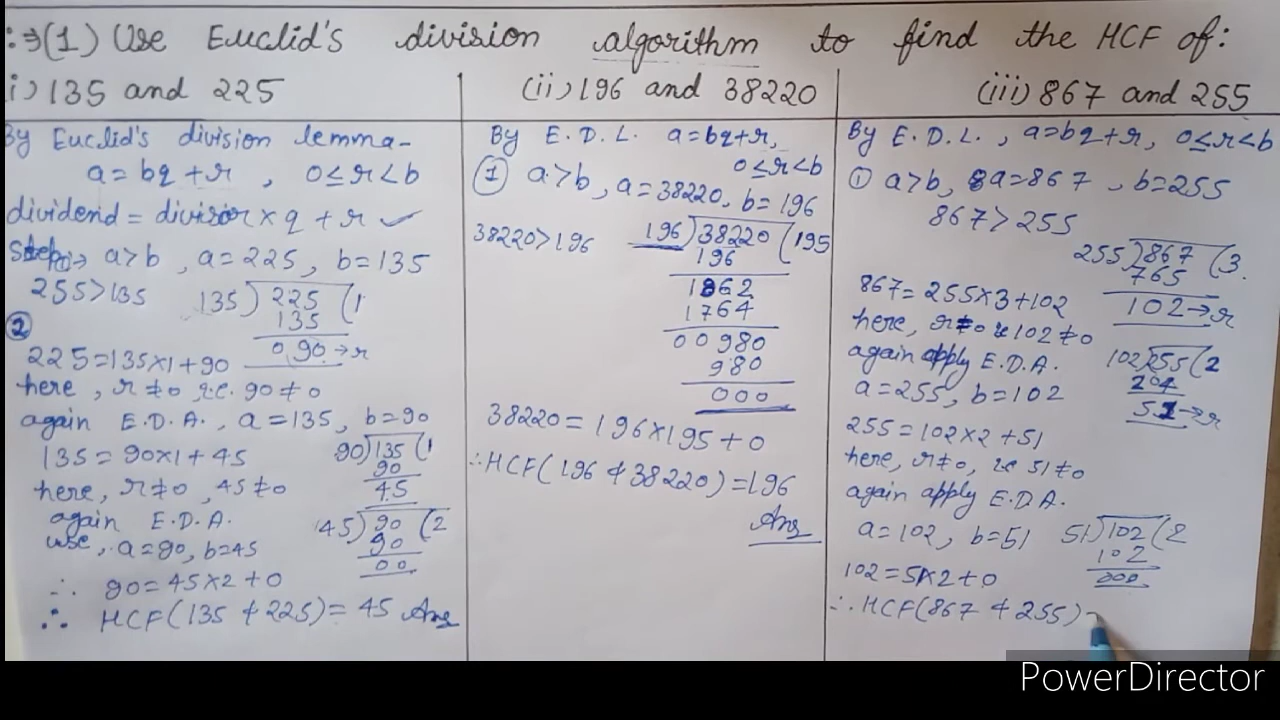 :⇒(1) Use Euclid's division algorithm to find the HCF of:
i) 135 and 225
By Euclid's division lemma-
a = bq + r , 0≤r<b
dividend = divisor × q + r ✓
a>b , a=225 , b=135
255>135
135)225(1
135
090→r
②
225=135×1+90
here , r≠0 i.e. 90≠0
again E.D.A. , a=135, b=90
135=90×1+45
90)135(1
90
45
here, r≠0 , 45≠0
again E.D.A.
use, a=90, b=45
45)90(2
90
00
∴ 90=45×2+0
∴ HCF(135 & 225)=45 Ans
(ii) 196 and 38220
By E.D.L. a=bq+r,
0≤r<b
① a>b, a=38220, b=196
38220>196
196)38220(195
196
1862
1764
00980
980
000
38220=196×195+0
∴HCF(196 & 38220)=196
Ans
(iii) 867 and 255
By E.D.L. , a=bq+r, 0≤r<b
① a>b, a=867 , b=255
867>255
255)867(3
765
102→r
867=255×3+102
here, r≠0 ie 102≠0
again apply E.D.A.
a=255, b=102
102)255(2
204
51→r
255=102×2+51
here, r≠0, ie 51≠0
again apply E.D.A.
a=102, b=51
51)102(2
102
000
102=51×2+0
∴HCF(867 & 255)
PowerDirector